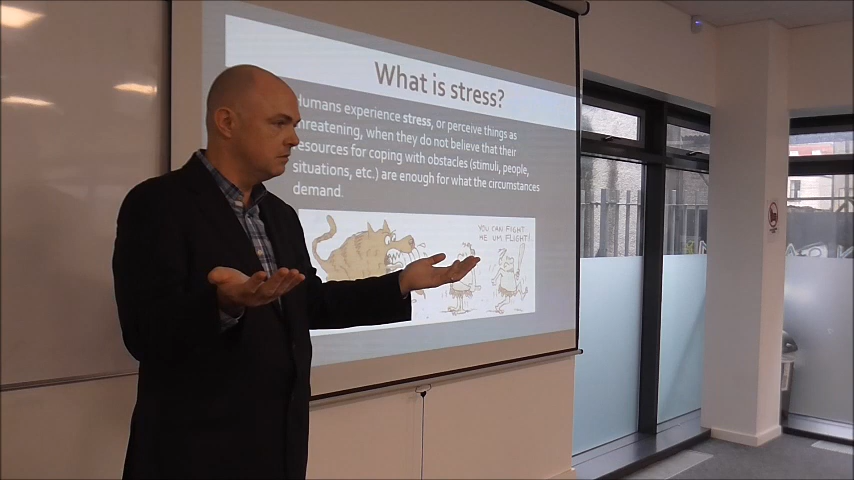 What is stress?
Humans experience stress, or perceive things as
threatening, when they do not believe that their
resources for coping with obstacles (stimuli, people,
situations, etc.) are enough for what the circumstances
demand.
YOU CAN FIGHT
ME UM FLIGHT!